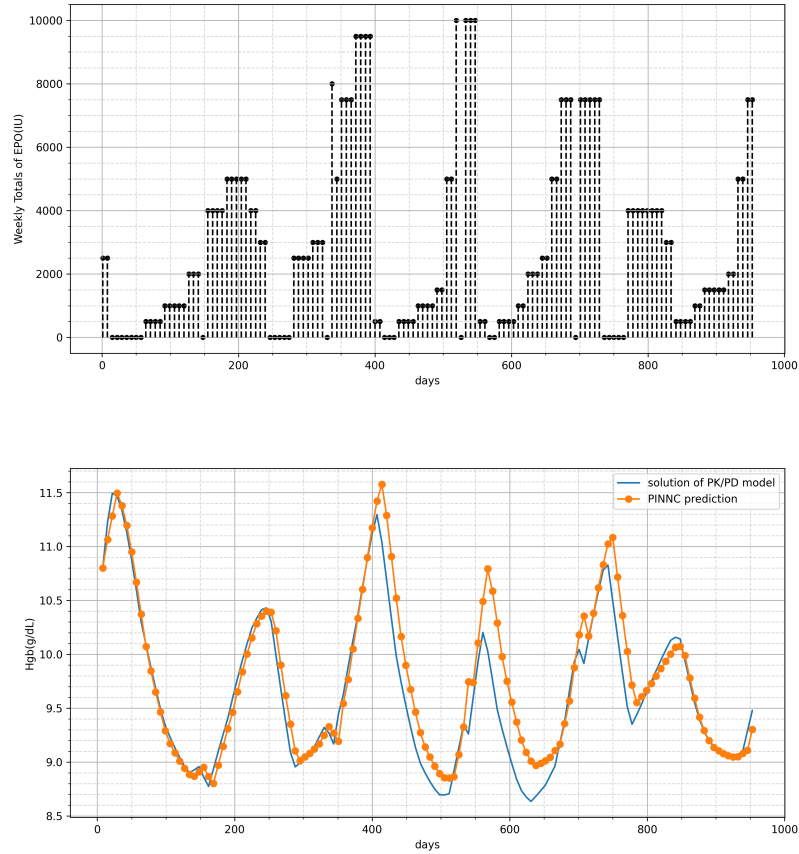 10000
8000
6000
4000
2000
0
Weekly Totals of EPO(IU)
0 200 400 600 800 1000
days
solution of PK/PD model
PINNC prediction
11.5
11.0
10.5
10.0
9.5
9.0
8.5
Hgb(g/dL)
0 200 400 600 800 1000
days